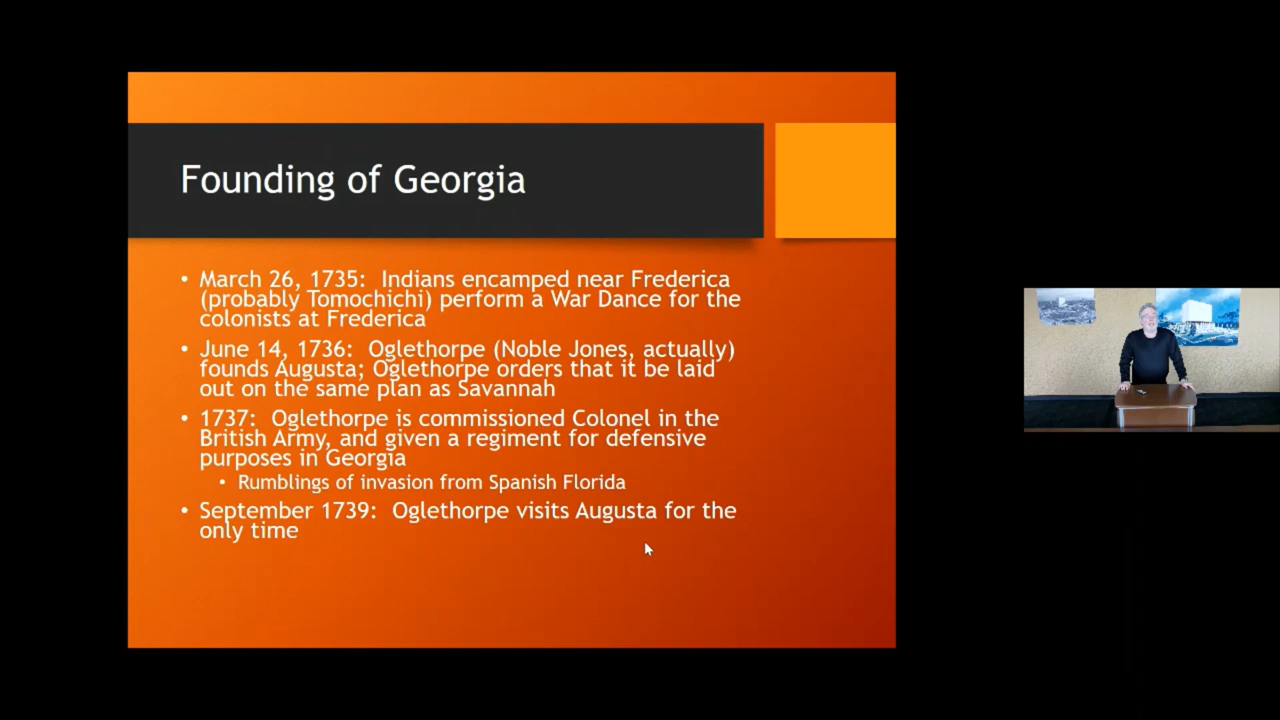 Founding of Georgia
• March 26, 1735:  Indians encamped near Frederica
(probably Tomochichi) perform a War Dance for the
colonists at Frederica
• June 14, 1736:  Oglethorpe (Noble Jones, actually)
founds Augusta; Oglethorpe orders that it be laid
out on the same plan as Savannah
• 1737:  Oglethorpe is commissioned Colonel in the
British Army, and given a regiment for defensive
purposes in Georgia
• Rumblings of invasion from Spanish Florida
• September 1739:  Oglethorpe visits Augusta for the
only time